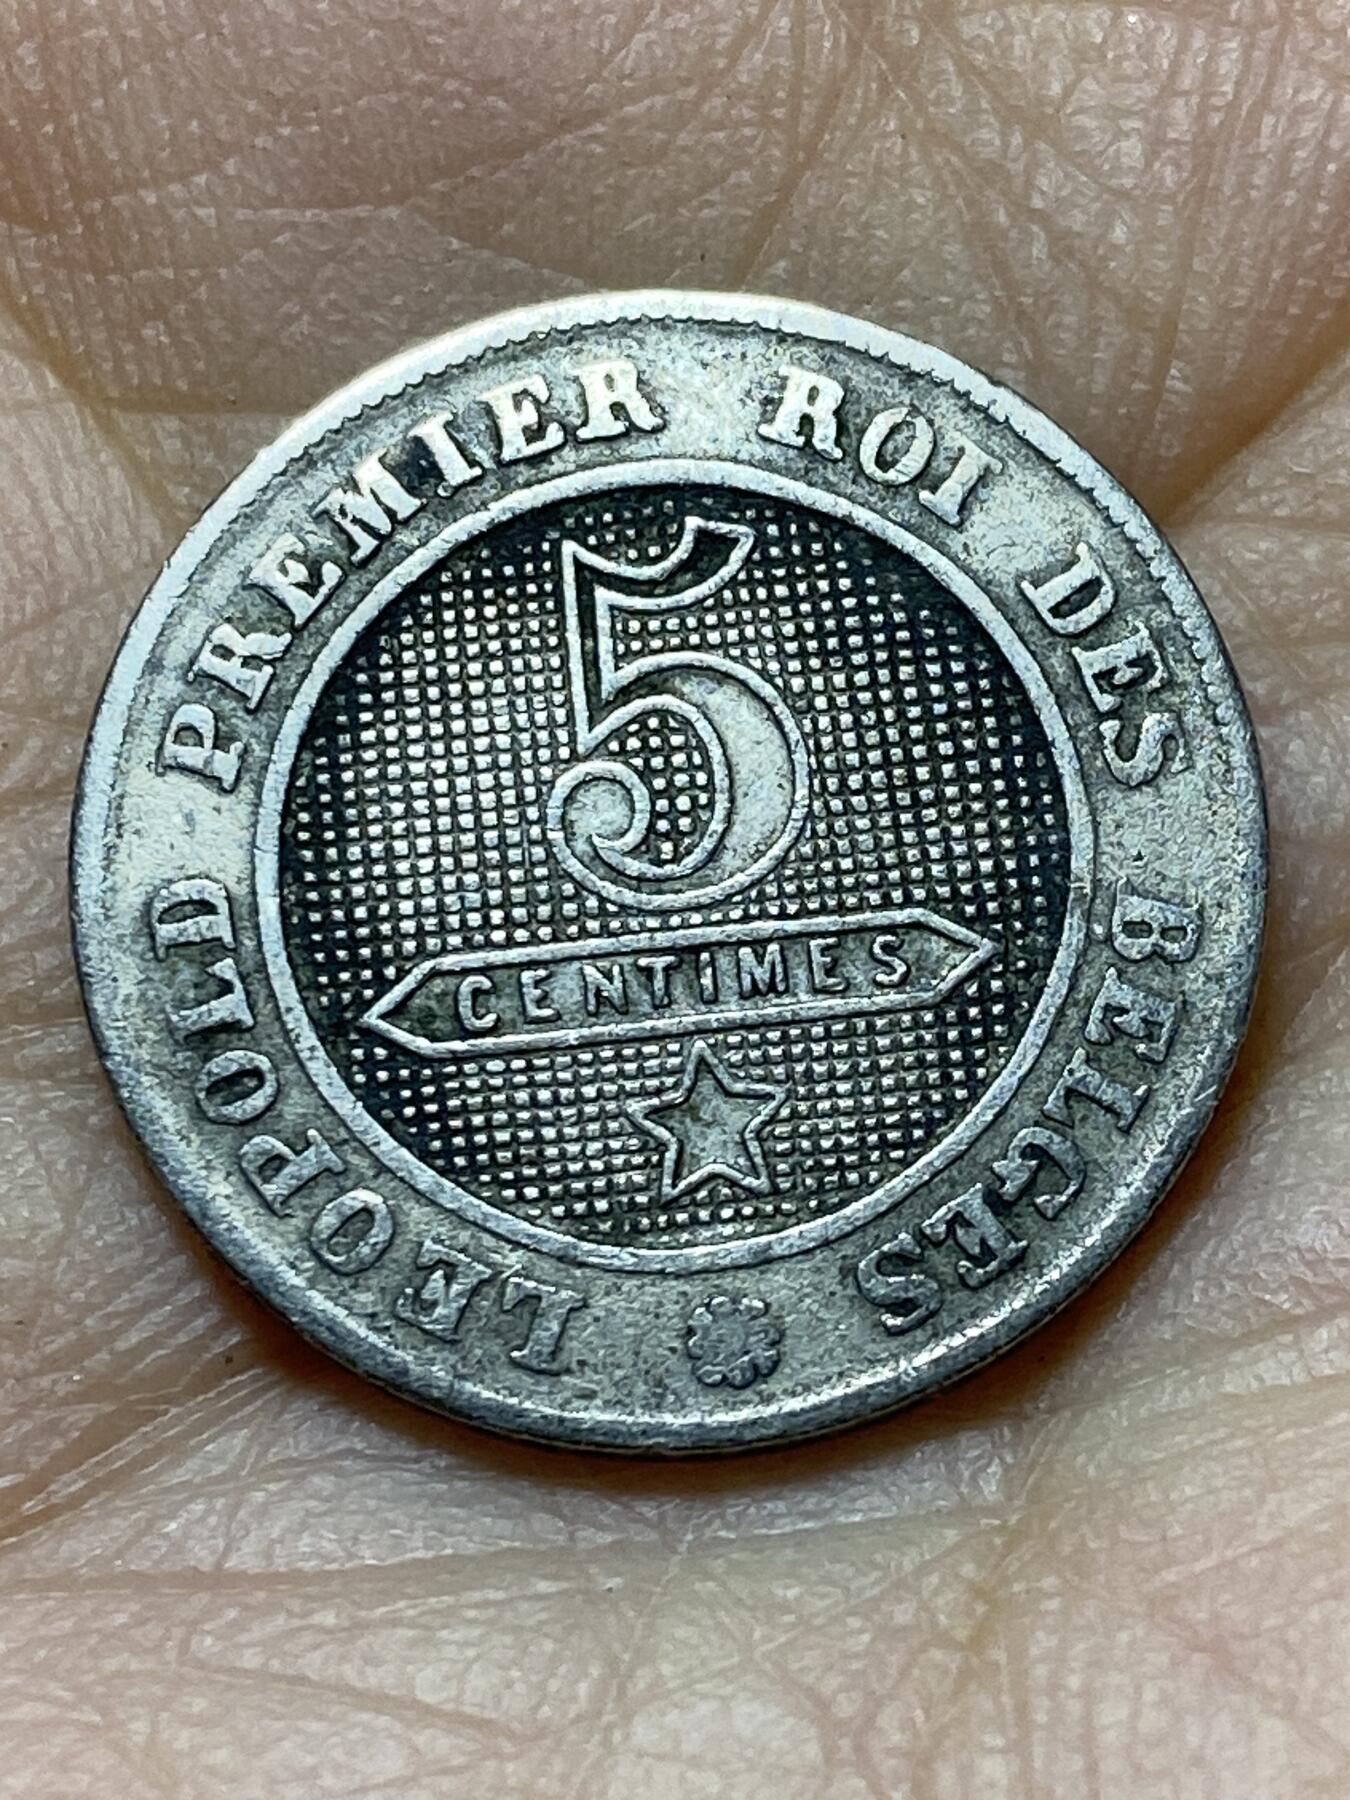 LEOPOLD PREMIER ROI DES BELGES
5
CENTIMES